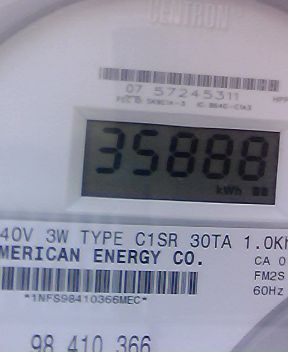 CENTRON
07 57245311
35888
kWh
40V 3W TYPE C1SR 30TA 1.0Kh
MERICAN ENERGY CO.
CA 0
FM2S
60Hz
*1NFS98410366MEC*
98 410 366